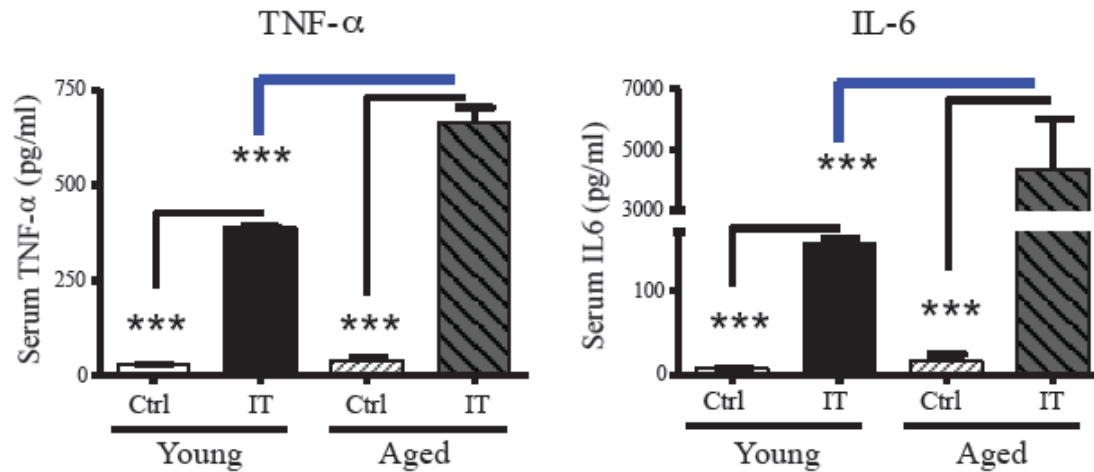 TNF-α
Serum TNF-α (pg/ml)
750
500
250
0
***
***
***
Ctrl
IT
Ctrl
IT
Young
Aged
IL-6
Serum IL6 (pg/ml)
7000
5000
3000
100
0
***
***
***
Ctrl
IT
Ctrl
IT
Young
Aged